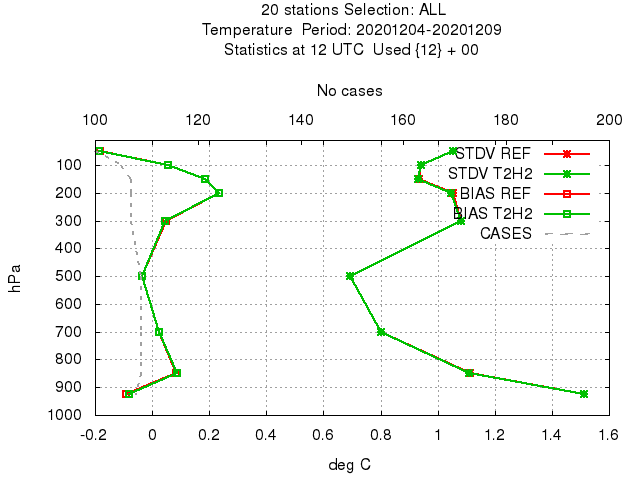 20 stations Selection: ALL
Temperature  Period: 20201204-20201209
Statistics at 12 UTC  Used {12} + 00
No cases
100 120 140 160 180 200
STDV REF
STDV T2H2
BIAS REF
BIAS T2H2
CASES
hPa
100
200
300
400
500
600
700
800
900
1000
-0.2 0 0.2 0.4 0.6 0.8 1 1.2 1.4 1.6
deg C